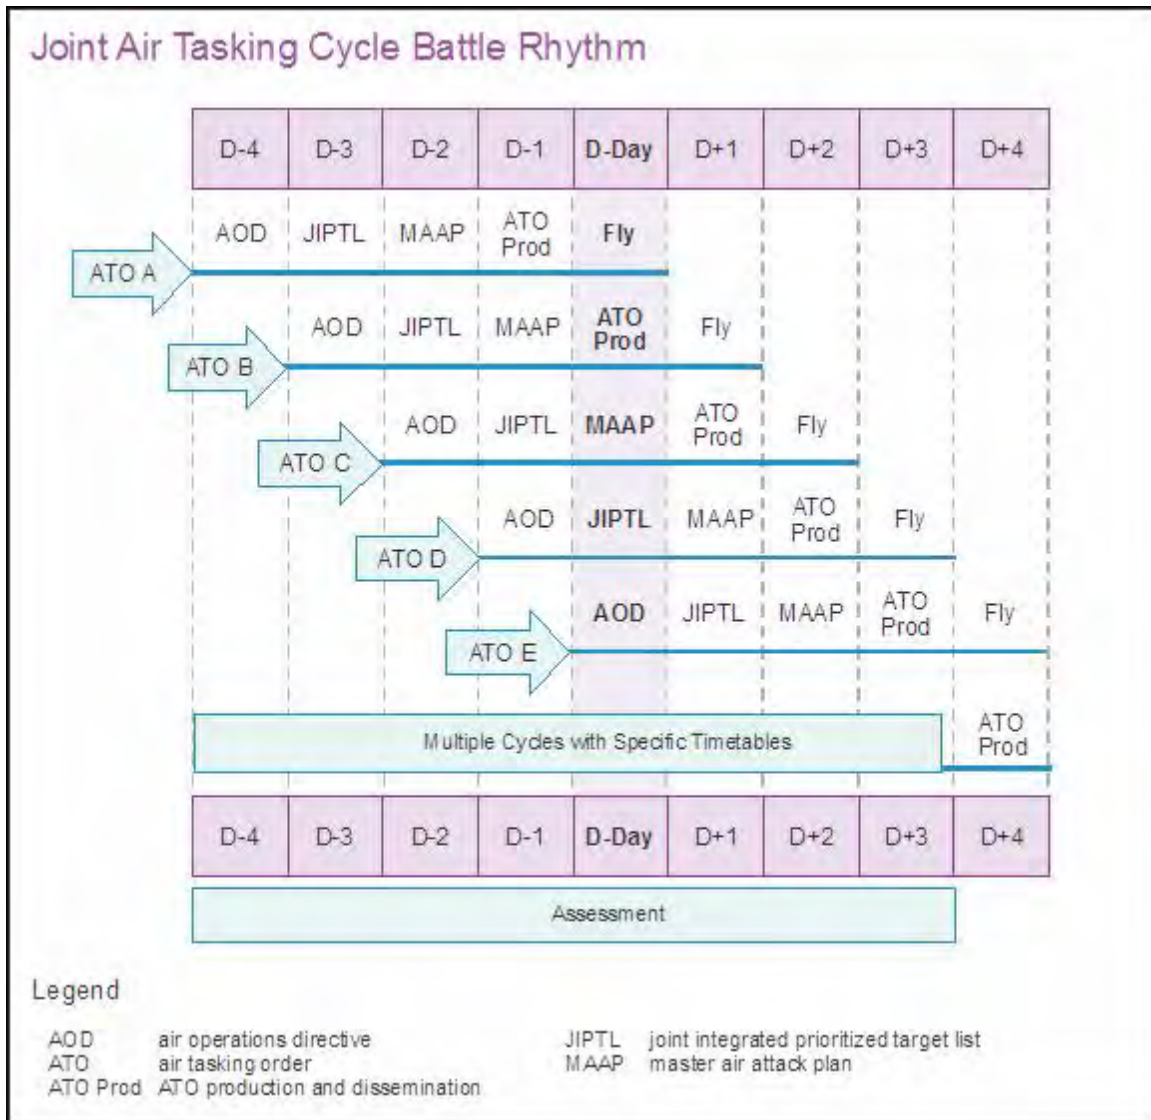 Joint Air Tasking Cycle Battle Rhythm
D-4 D-3 D-2 D-1 D-Day D+1 D+2 D+3 D+4
ATO A AOD JIPTL MAAP ATO Prod Fly
ATO B AOD JIPTL MAAP ATO Prod Fly
ATO C AOD JIPTL MAAP ATO Prod Fly
ATO D AOD JIPTL MAAP ATO Prod Fly
ATO E AOD JIPTL MAAP ATO Prod Fly
Multiple Cycles with Specific Timetables ATO Prod
D-4 D-3 D-2 D-1 D-Day D+1 D+2 D+3 D+4
Assessment
Legend
AOD air operations directive
ATO air tasking order
ATO Prod ATO production and dissemination
JIPTL joint integrated prioritized target list
MAAP master air attack plan